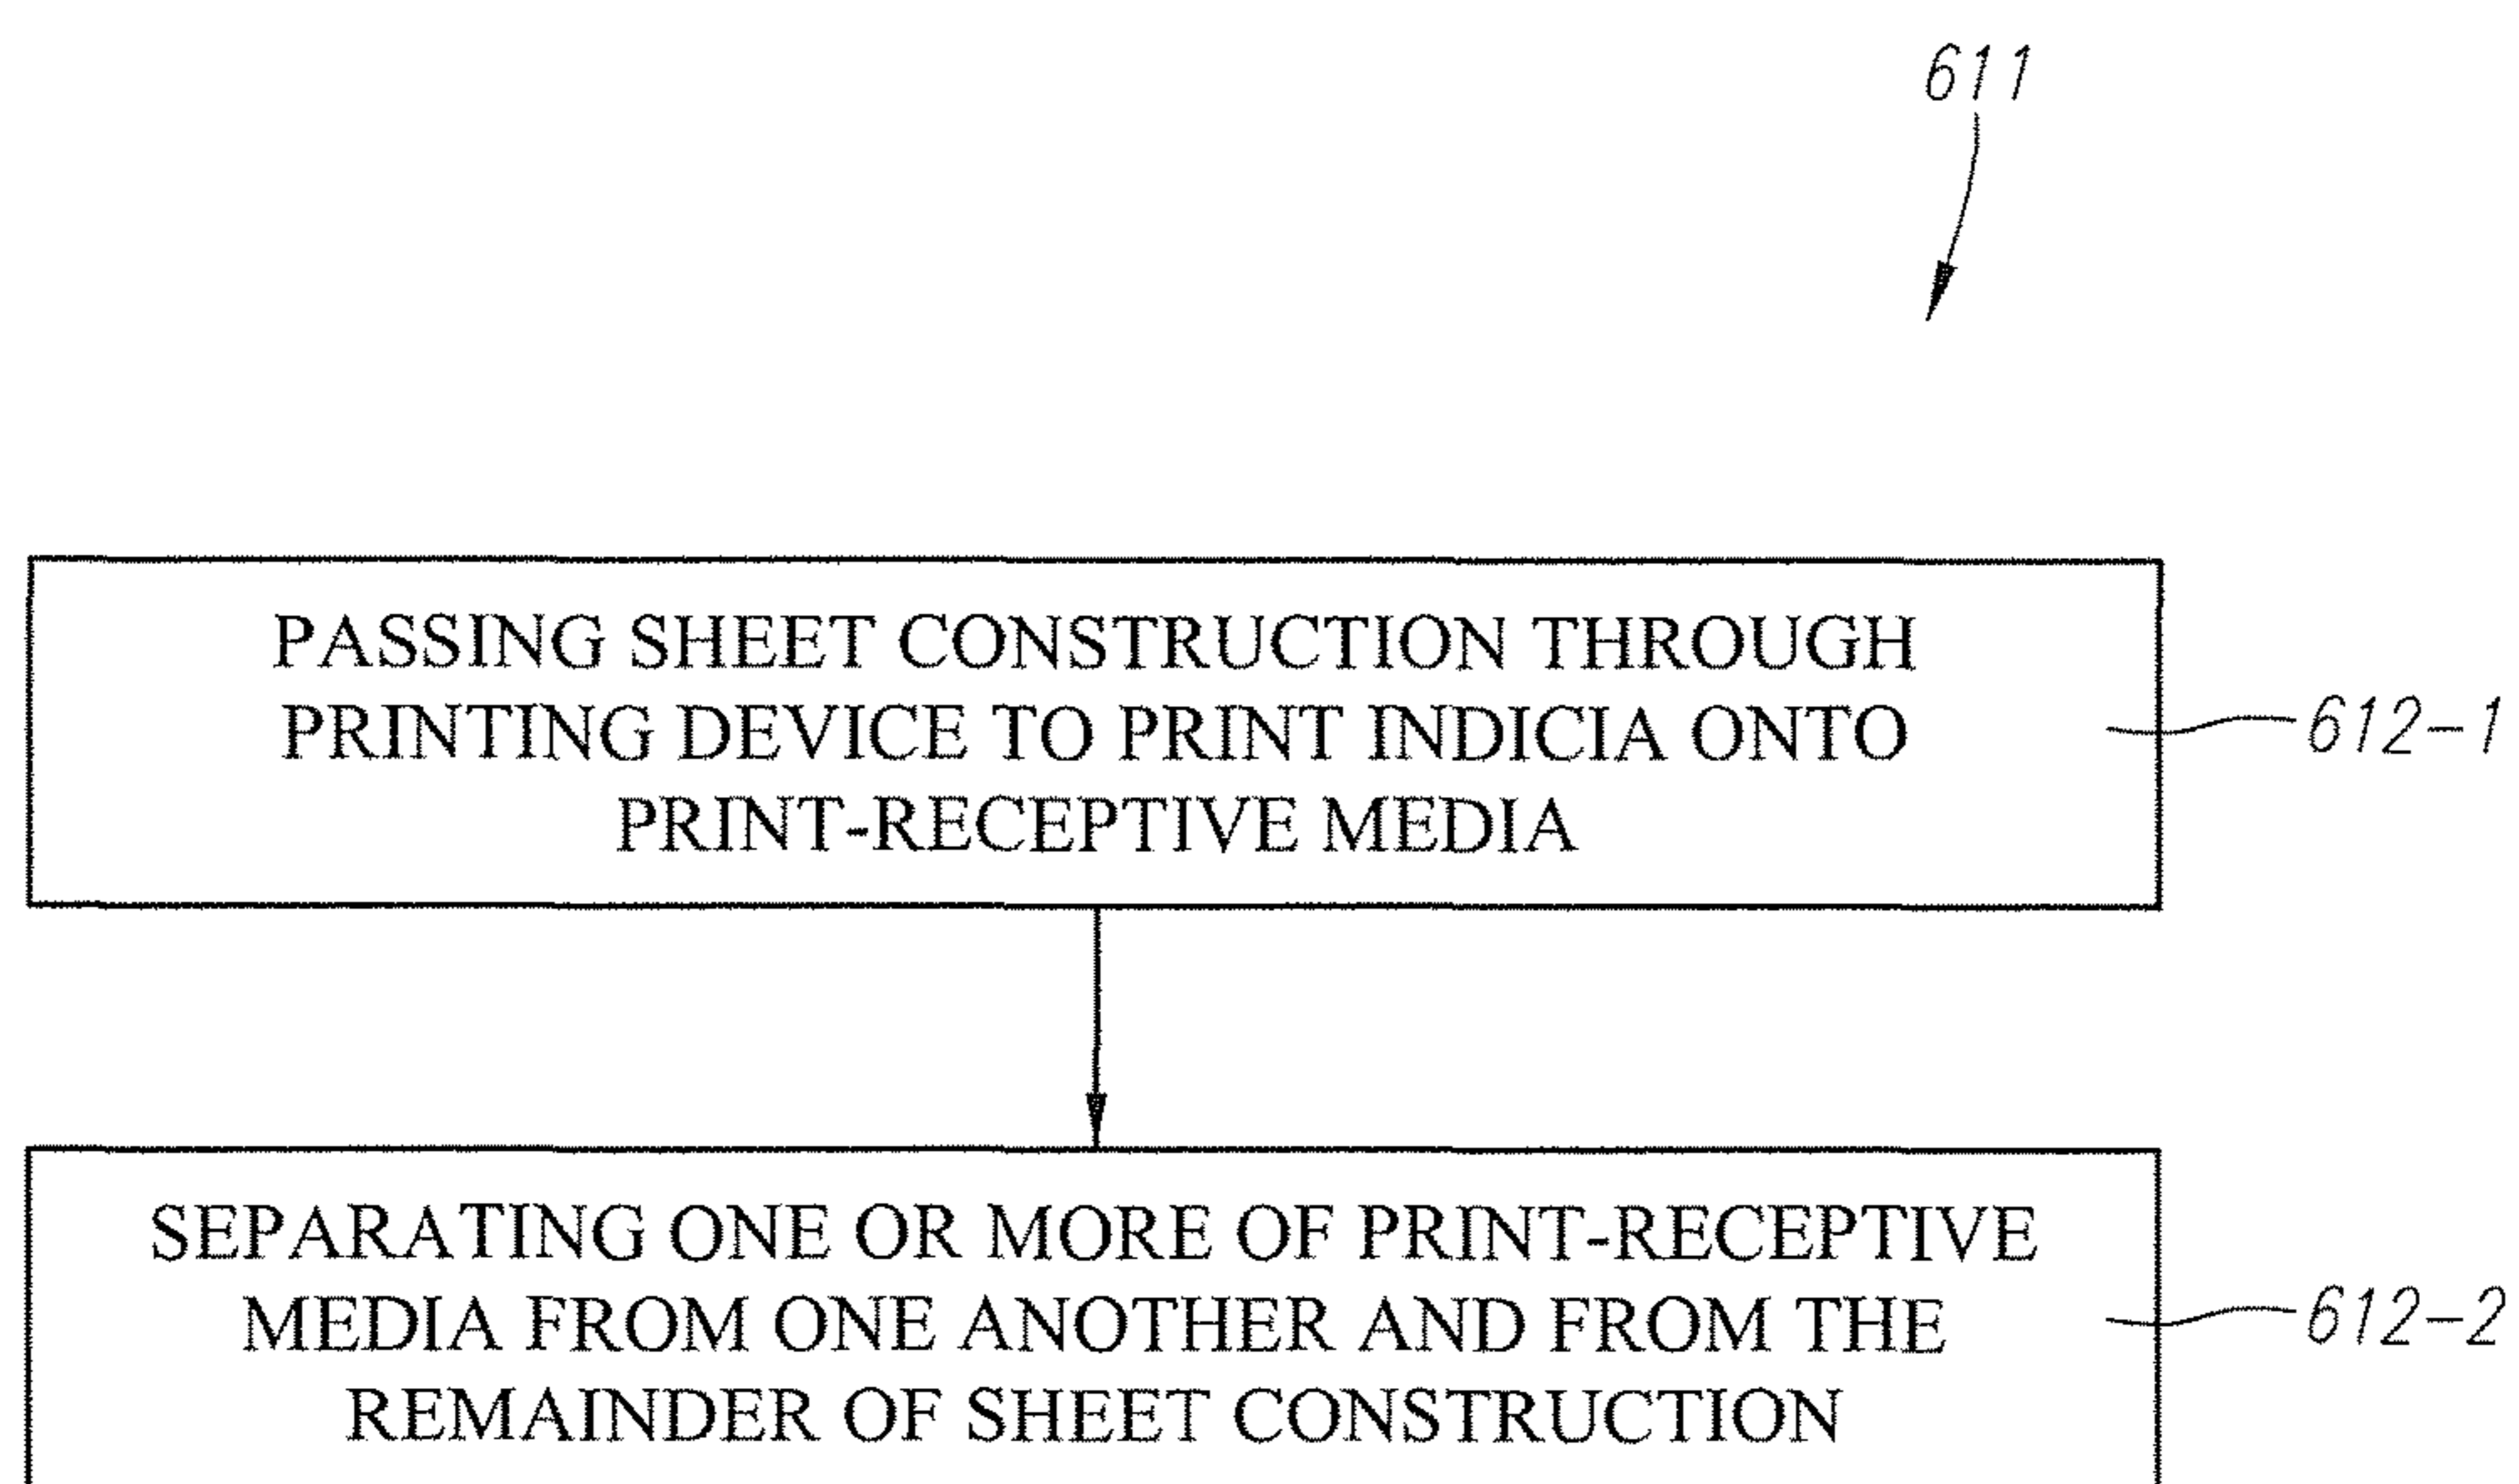 611
PASSING SHEET CONSTRUCTION THROUGH
PRINTING DEVICE TO PRINT INDICIA ONTO
PRINT-RECEPTIVE MEDIA
612-1
SEPARATING ONE OR MORE OF PRINT-RECEPTIVE
MEDIA FROM ONE ANOTHER AND FROM THE
REMAINDER OF SHEET CONSTRUCTION
612-2